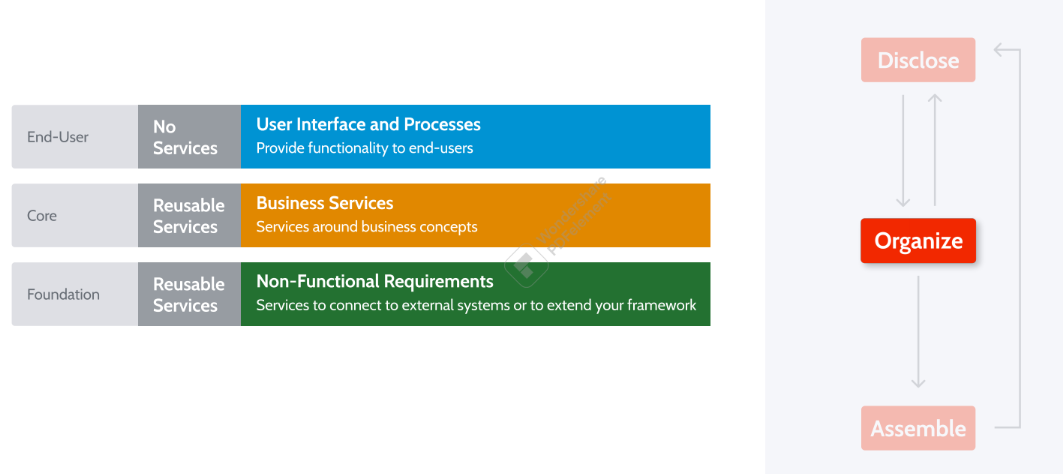 End-User
No
Services
User Interface and Processes
Provide functionality to end-users
Core
Reusable
Services
Business Services
Services around business concepts
Foundation
Reusable
Services
Non-Functional Requirements
Services to connect to external systems or to extend your framework
Disclose
Organize
Assemble